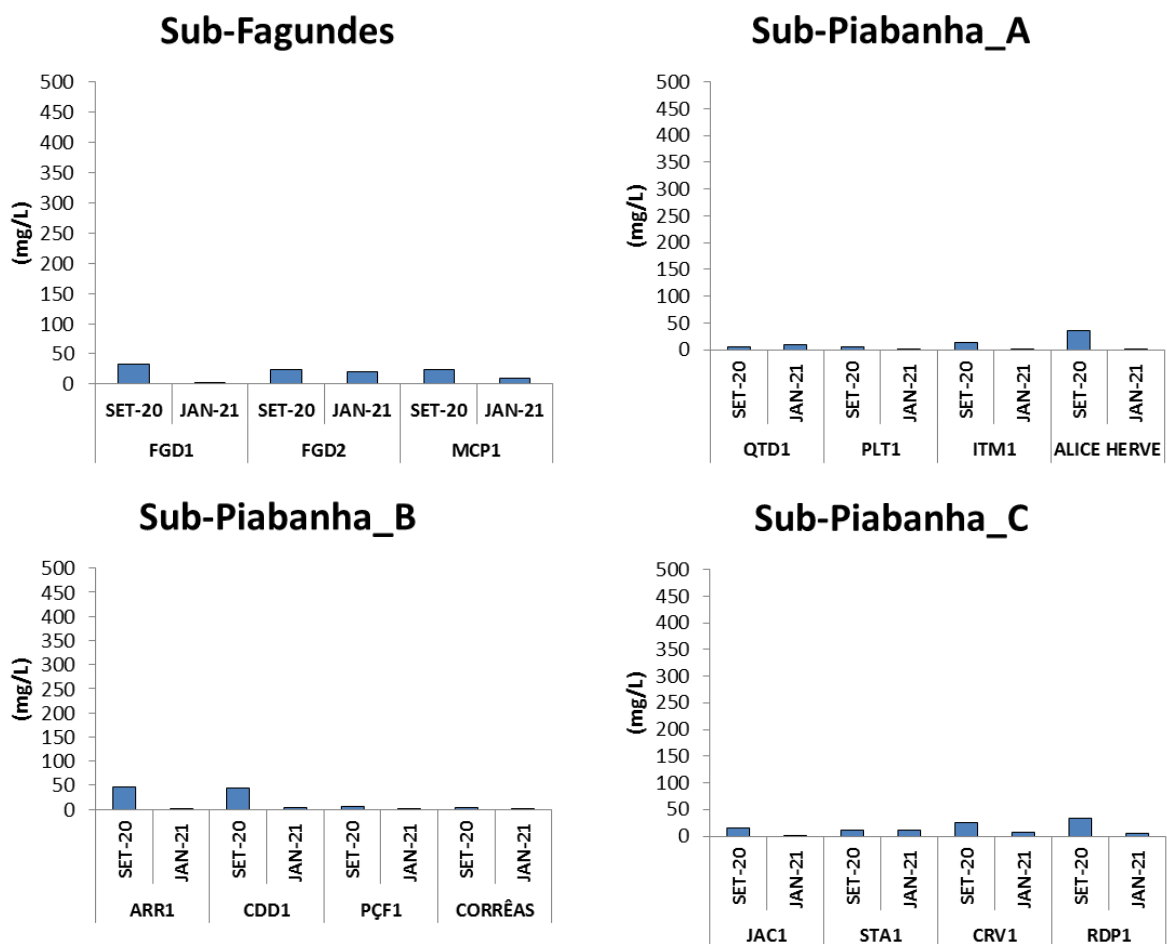 Sub-Fagundes
500
450
400
350
300
250
200
150
100
50
0
(mg/L)
SET-20 JAN-21 SET-20 JAN-21 SET-20 JAN-21
FGD1 FGD2 MCP1
Sub-Piabanha_A
500
450
400
350
300
250
200
150
100
50
0
(mg/L)
SET-20 JAN-21 SET-20 JAN-21 SET-20 JAN-21 SET-20 JAN-21
QTD1 PLT1 ITM1 ALICE HERVE
Sub-Piabanha_B
500
450
400
350
300
250
200
150
100
50
0
(mg/L)
SET-20 JAN-21 SET-20 JAN-21 SET-20 JAN-21 SET-20 JAN-21
ARR1 CDD1 PÇF1 CORRÊAS
Sub-Piabanha_C
500
450
400
350
300
250
200
150
100
50
0
(mg/L)
SET-20 JAN-21 SET-20 JAN-21 SET-20 JAN-21 SET-20 JAN-21
JAC1 STA1 CRV1 RDP1